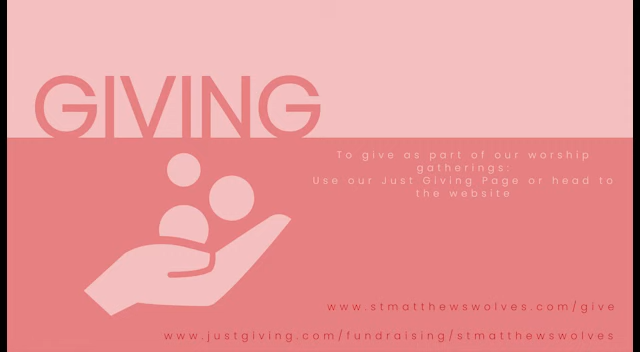 GIVING
To give as part of our worship
gatherings:
Use our Just Giving Page or head to
the website
www.stmatthewswolves.com/give
www.justgiving.com/fundraising/stmatthewswolves